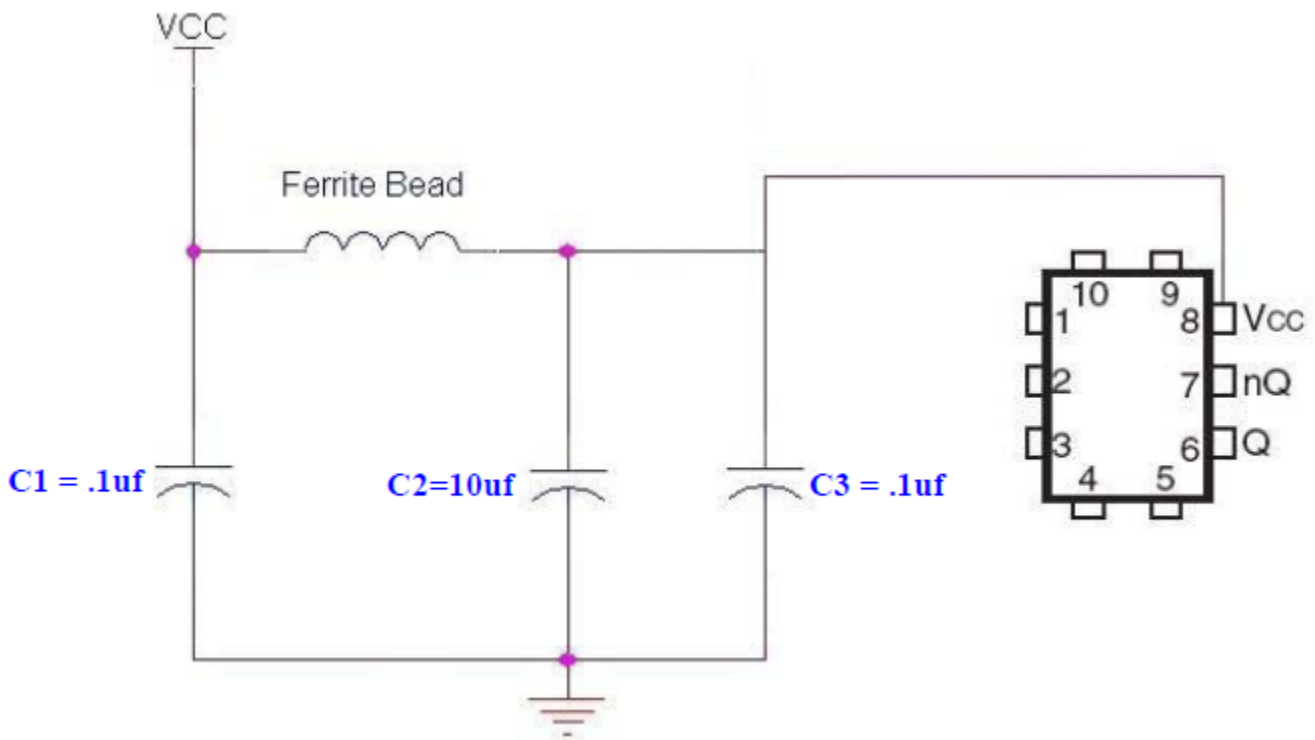 VCC
Ferrite Bead
10 9
1 8 Vcc
2 7 nQ
3 6 Q
4 5
C1 = .1uf
C2=10uf
C3 = .1uf